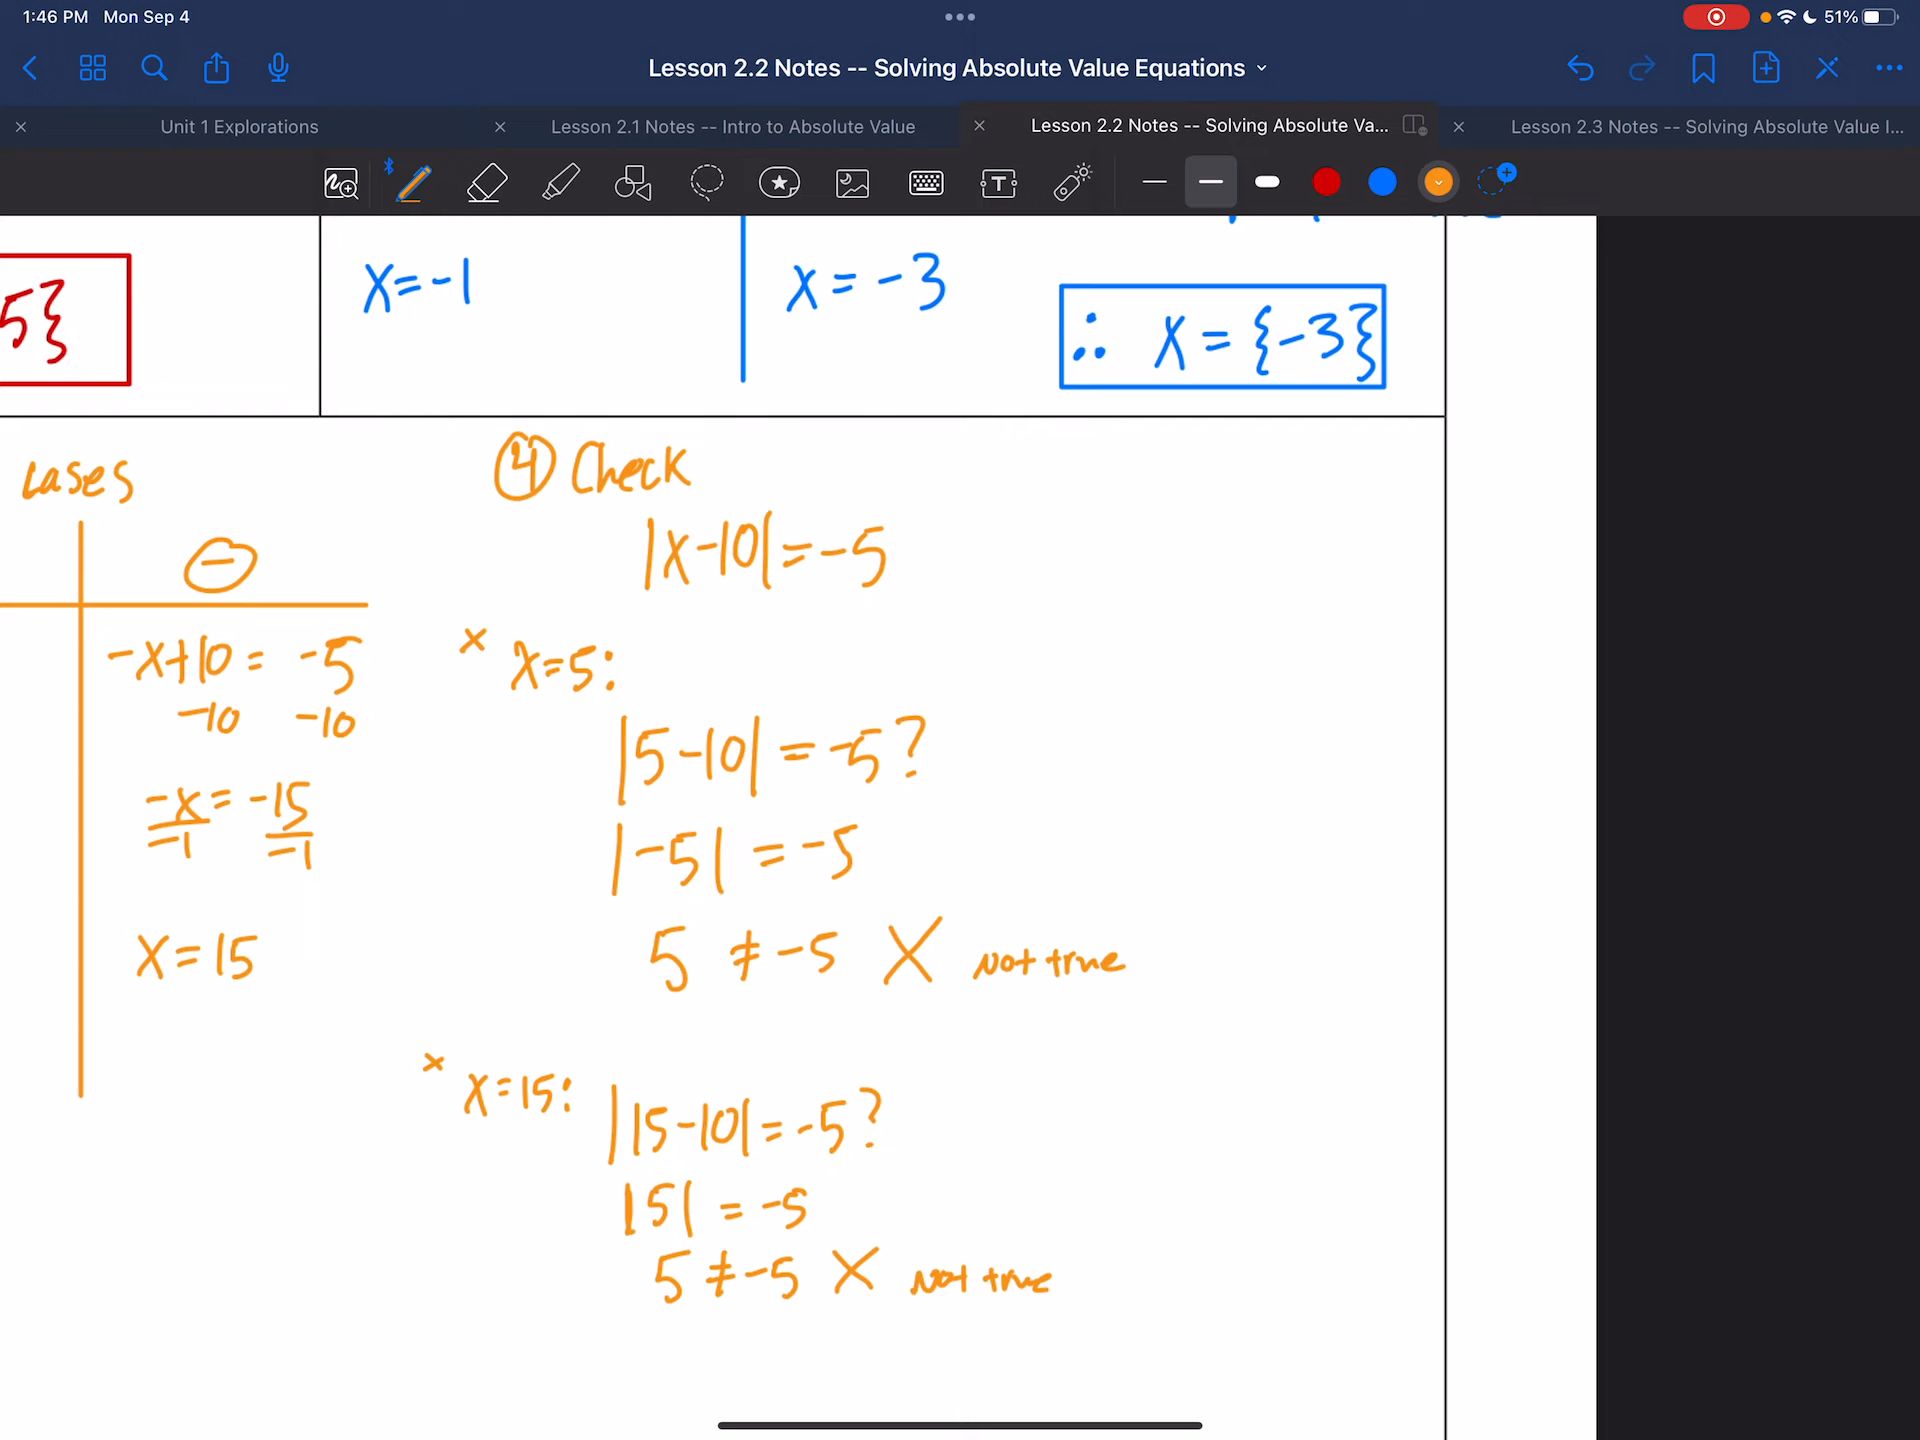 1:46 PM Mon Sep 4
51%
Lesson 2.2 Notes -- Solving Absolute Value Equations
Unit 1 Explorations
Lesson 2.1 Notes -- Intro to Absolute Value
Lesson 2.2 Notes -- Solving Absolute Va...
Lesson 2.3 Notes -- Solving Absolute Value I...
5}
x=-1
x = -3
∴ x = {-3}
cases
④ Check
|x-10|=-5
-
-x+10 = -5
-10 -10
-x = -15
-1 -1
x = 15
x x=5:
|5-10| = -5?
|-5| = -5
5 ≠ -5 X Not true
x x=15: |15-10| = -5?
|5| = -5
5 ≠ -5 X Not true